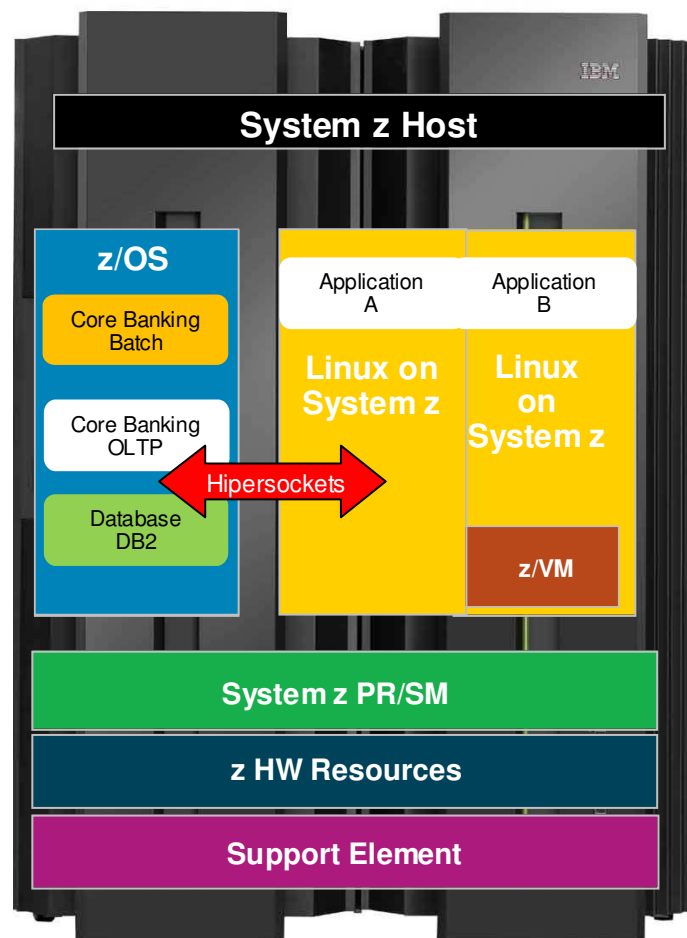 IBM
System z Host
z/OS
Core Banking
Batch
Core Banking
OLTP
Database
DB2
Hipersockets
Application
A
Linux on
System z
Application
B
Linux
on
System z
z/VM
System z PR/SM
z HW Resources
Support Element